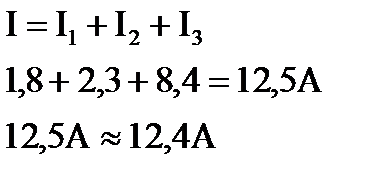 I = I₁ + I₂ + I₃
1,8 + 2,3 + 8,4 = 12,5A
12,5A ≈ 12,4A